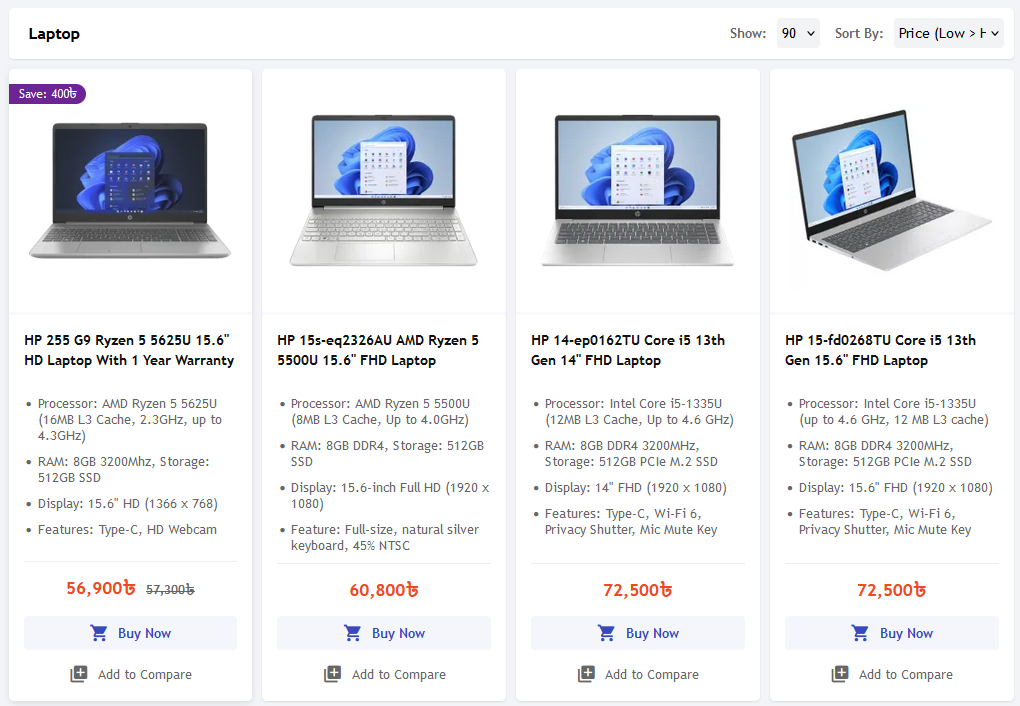 Laptop
Show: 90 Sort By: Price (Low > H
Save: 400৳
HP 255 G9 Ryzen 5 5625U 15.6"
HD Laptop With 1 Year Warranty
Processor: AMD Ryzen 5 5625U
(16MB L3 Cache, 2.3GHz, up to
4.3GHz)
RAM: 8GB 3200Mhz, Storage:
512GB SSD
Display: 15.6" HD (1366 x 768)
Features: Type-C, HD Webcam
56,900৳ 57,300৳
Buy Now
Add to Compare
HP 15s-eq2326AU AMD Ryzen 5
5500U 15.6" FHD Laptop
Processor: AMD Ryzen 5 5500U
(8MB L3 Cache, Up to 4.0GHz)
RAM: 8GB DDR4, Storage: 512GB
SSD
Display: 15.6-inch Full HD (1920 x
1080)
Feature: Full-size, natural silver
keyboard, 45% NTSC
60,800৳
Buy Now
Add to Compare
HP 14-ep0162TU Core i5 13th
Gen 14" FHD Laptop
Processor: Intel Core i5-1335U
(12MB L3 Cache, Up to 4.6 GHz)
RAM: 8GB DDR4 3200MHz,
Storage: 512GB PCIe M.2 SSD
Display: 14" FHD (1920 x 1080)
Features: Type-C, Wi-Fi 6,
Privacy Shutter, Mic Mute Key
72,500৳
Buy Now
Add to Compare
HP 15-fd0268TU Core i5 13th
Gen 15.6" FHD Laptop
Processor: Intel Core i5-1335U
(up to 4.6 GHz, 12 MB L3 cache)
RAM: 8GB DDR4 3200MHz,
Storage: 512GB PCIe M.2 SSD
Display: 15.6" FHD (1920 x 1080)
Features: Type-C, Wi-Fi 6,
Privacy Shutter, Mic Mute Key
72,500৳
Buy Now
Add to Compare